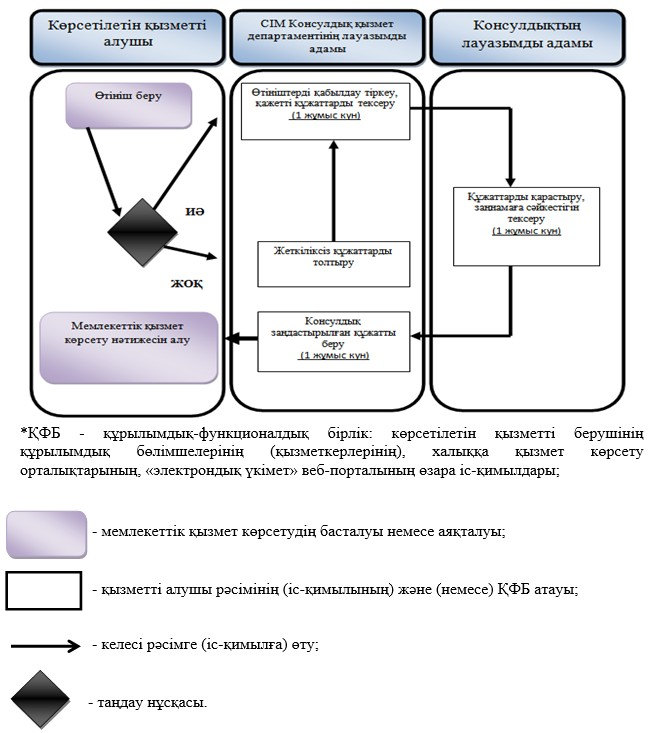 Көрсетілетін қызметті
алушы
СІМ Консулдық қызмет
департаментінің лауазымды
адамы
Консулдықтың
лауазымды адамы
Өтініш беру
Өтініштерді қабылдау тіркеу,
қажетті құжаттарды тексеру
(1 жұмыс күн)
ИӘ
ЖОҚ
Құжаттарды қарастыру,
заңнамаға сәйкестігін
тексеру
(1 жұмыс күн)
Жеткіліксіз құжаттарды
толтыру
Мемлекеттік қызмет
көрсету нәтижесін алу
Консулдық
заңдастырылған құжатты
беру
(1 жұмыс күн)
*ҚФБ - құрылымдық-функционалдық бірлік: көрсетілетін қызметті берушінің
құрылымдық бөлімшелерінің (қызметкерлерінің), халыққа қызмет көрсету
орталықтарының, «электрондық үкімет» веб-порталының өзара іс-қимылдары;
- мемлекеттік қызмет көрсетудің басталуы немесе аяқталуы;
- қызметті алушы рәсімінің (іс-қимылының) және (немесе) ҚФБ атауы;
- келесі рәсімге (іс-қимылға) өту;
- таңдау нұсқасы.